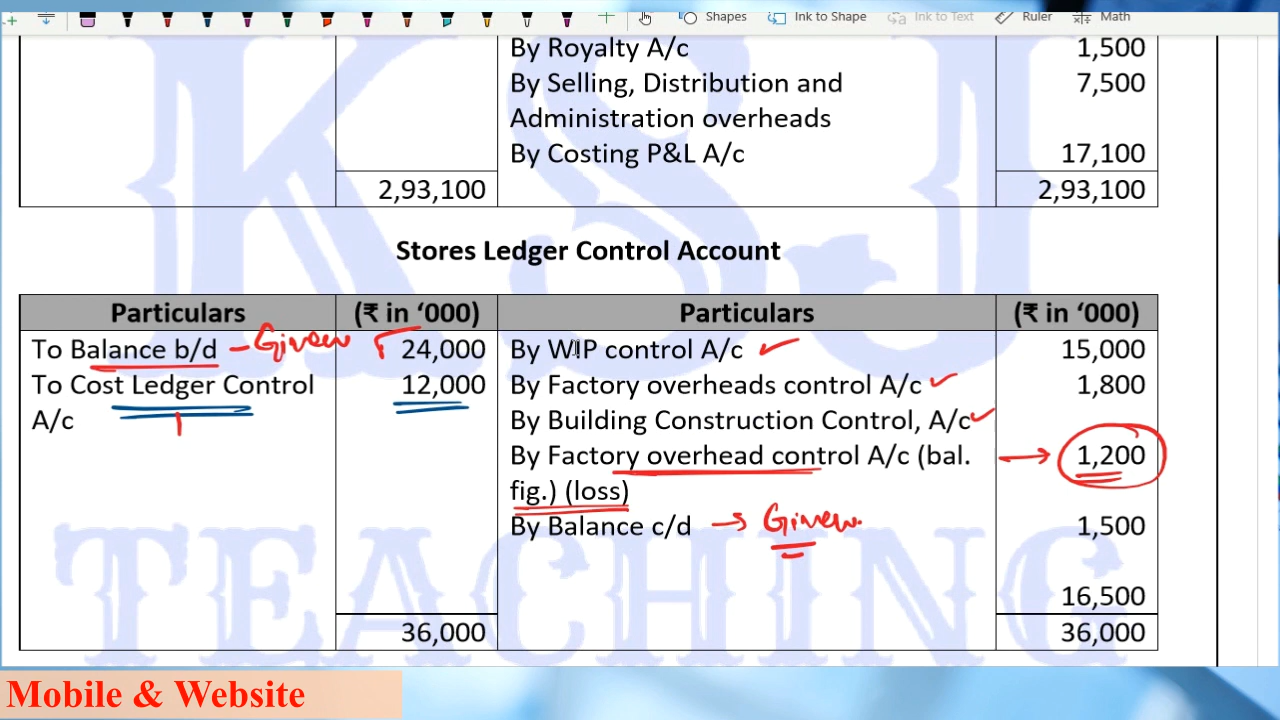 Shapes Ink to Shape Ink to Text Ruler Math
By Royalty A/c 1,500
By Selling, Distribution and 7,500
Administration overheads
By Costing P&L A/c 17,100
2,93,100 2,93,100
Stores Ledger Control Account
Particulars (₹ in ‘000) Particulars (₹ in ‘000)
To Balance b/d – Given 24,000 By WIP control A/c 15,000
To Cost Ledger Control 12,000 By Factory overheads control A/c 1,800
A/c By Building Construction Control, A/c
By Factory overhead control A/c (bal. 1,200
fig.) (loss)
By Balance c/d → Given 1,500
16,500
36,000 36,000
KSJ
TEACHING
Mobile & Website